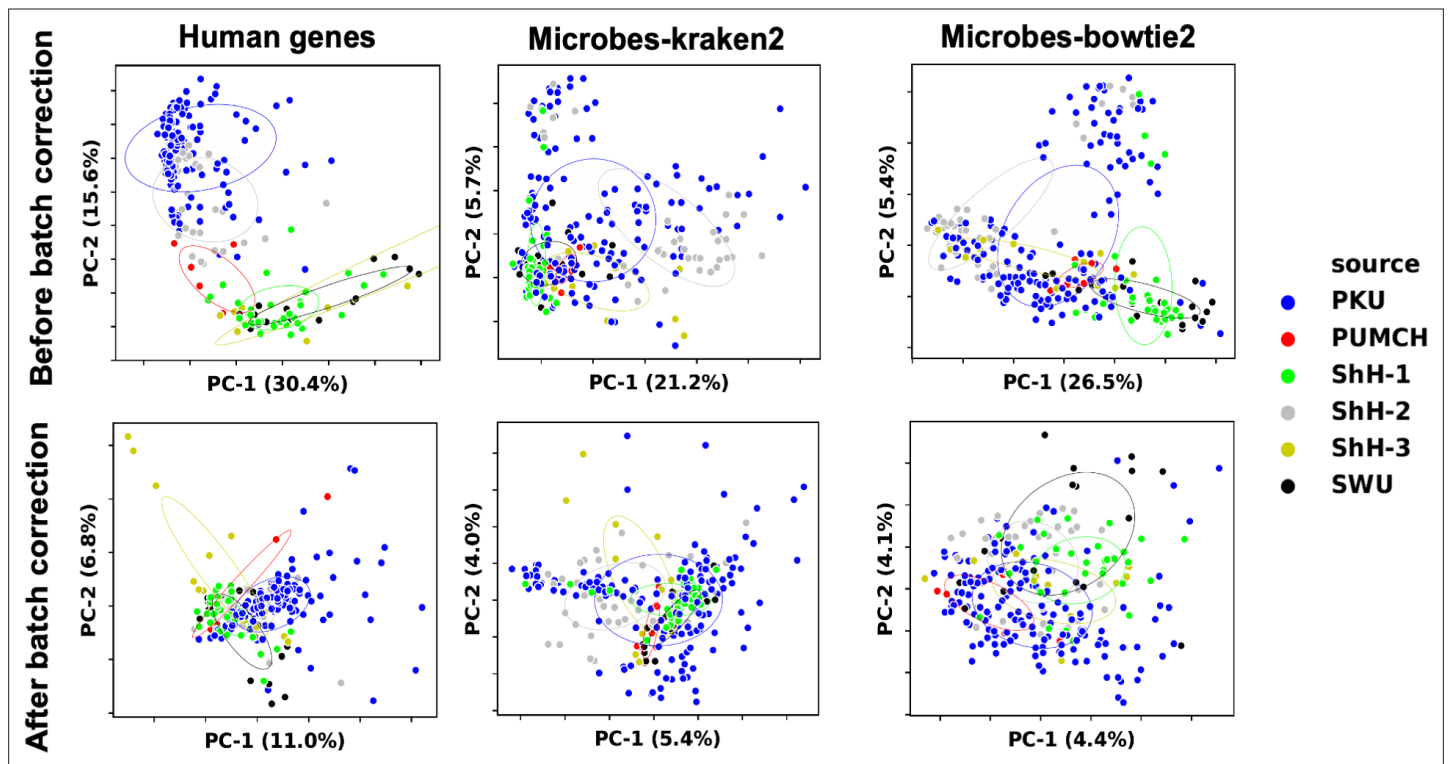 Human genes
Microbes-kraken2
Microbes-bowtie2
Before batch correction
PC-2 (15.6%)
PC-1 (30.4%)
PC-2 (5.7%)
PC-1 (21.2%)
PC-2 (5.4%)
PC-1 (26.5%)
source
PKU
PUMCH
ShH-1
ShH-2
ShH-3
SWU
After batch correction
PC-2 (6.8%)
PC-1 (11.0%)
PC-2 (4.0%)
PC-1 (5.4%)
PC-2 (4.1%)
PC-1 (4.4%)